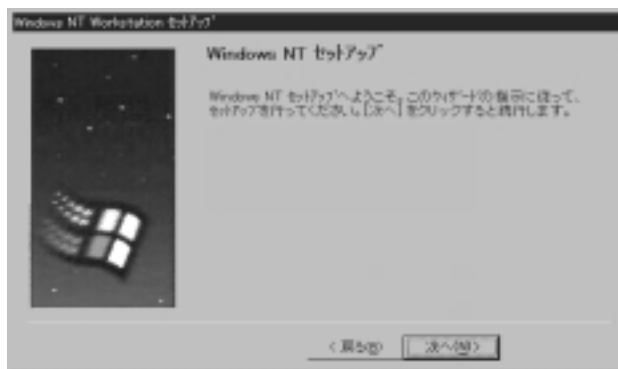 Windows NT Workstation ｾｯﾄｱｯﾌﾟ
Windows NT ｾｯﾄｱｯﾌﾟ
Windows NT ｾｯﾄｱｯﾌﾟへようこそ。このｳｨｻﾞｰﾄﾞの指示に従って、
ｾｯﾄｱｯﾌﾟを行ってください。[次へ] をクリックすると続行します。
< 戻る(B)
次へ(N) >